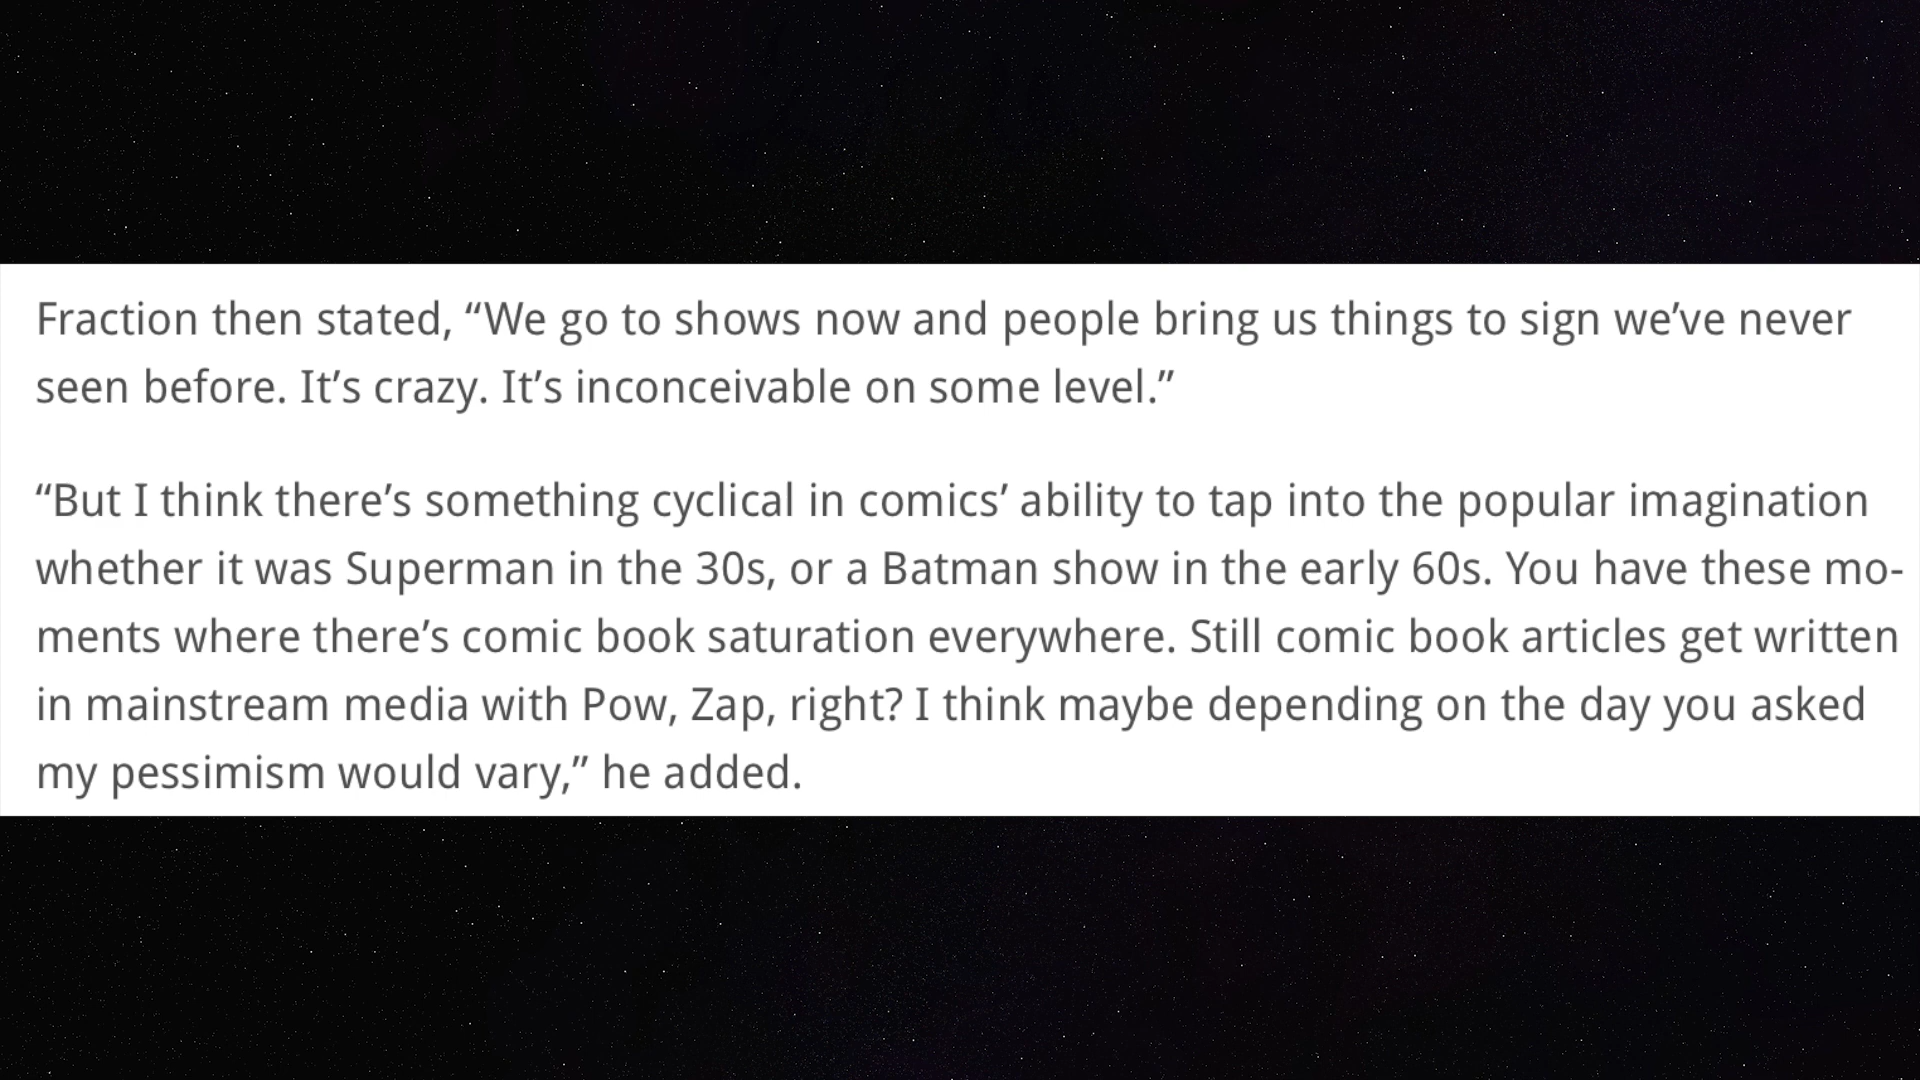 Fraction then stated, “We go to shows now and people bring us things to sign we’ve never
seen before. It’s crazy. It’s inconceivable on some level.”
“But I think there’s something cyclical in comics’ ability to tap into the popular imagination
whether it was Superman in the 30s, or a Batman show in the early 60s. You have these mo-
ments where there’s comic book saturation everywhere. Still comic book articles get written
in mainstream media with Pow, Zap, right? I think maybe depending on the day you asked
my pessimism would vary,” he added.